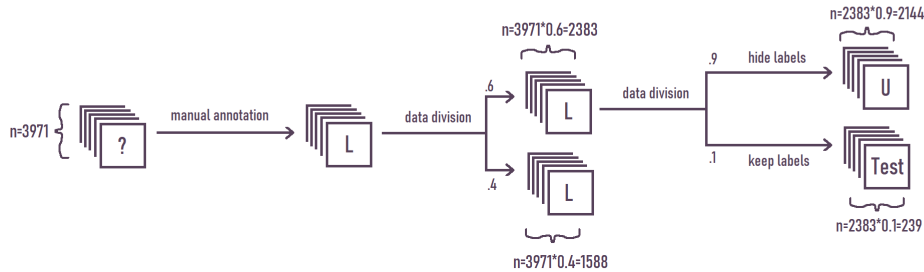 n=3971
?
manual annotation
L
data division
.6
n=3971*0.6=2383
L
.4
L
n=3971*0.4=1588
data division
.9
hide labels
n=2383*0.9=2144
U
.1
keep labels
Test
n=2383*0.1=239